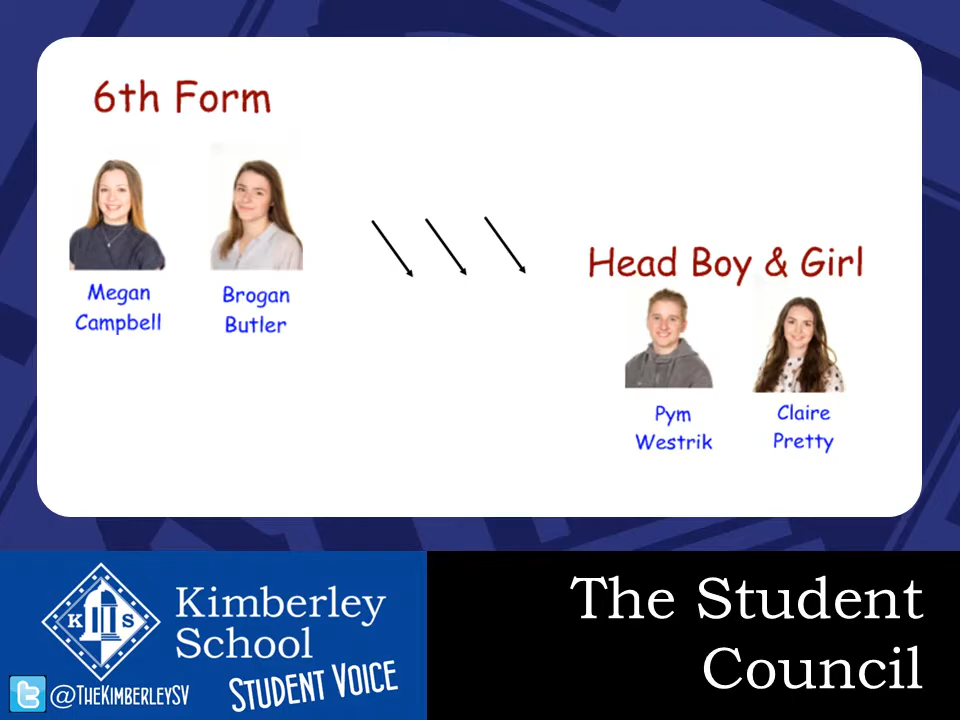 6th Form
Megan
Campbell
Brogan
Butler
Head Boy & Girl
Pym
Westrik
Claire
Pretty
K S
Kimberley
School
Student Voice
@TheKimberleySV
The Student
Council